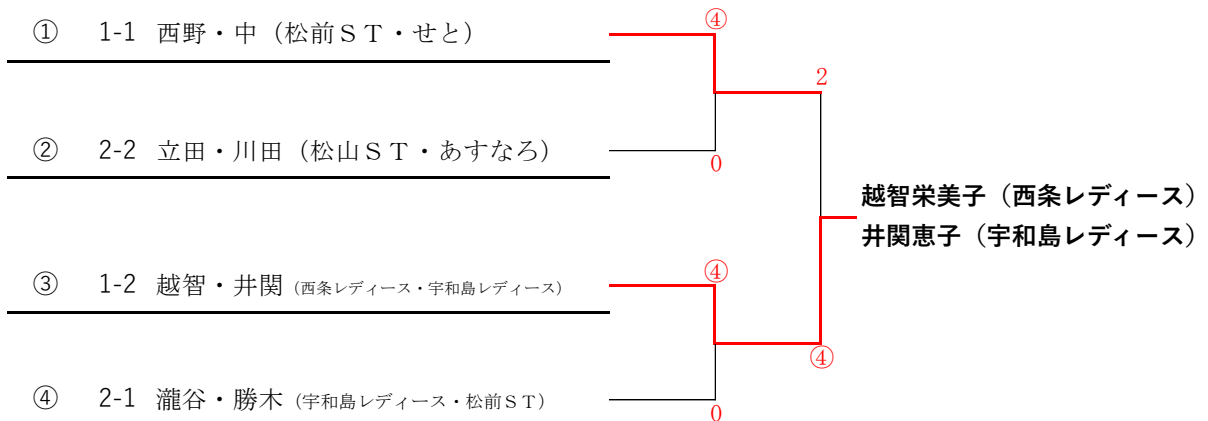 ① 1-1 西野・中（松前ＳＴ・せと）
④
2
② 2-2 立田・川田（松山ＳＴ・あすなろ）
0
越智栄美子（西条レディース）
井関恵子（宇和島レディース）
③ 1-2 越智・井関（西条レディース・宇和島レディース）
④
④
④ 2-1 瀧谷・勝木（宇和島レディース・松前ＳＴ）
0